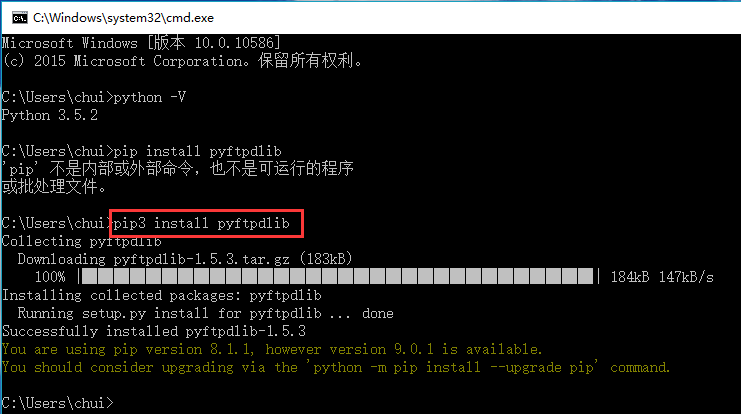 C:\Windows\system32\cmd.exe
Microsoft Windows [版本 10.0.10586]
(c) 2015 Microsoft Corporation。保留所有权利。
C:\Users\chui>python -V
Python 3.5.2
C:\Users\chui>pip install pyftpdlib
'pip' 不是内部或外部命令，也不是可运行的程序
或批处理文件。
C:\Users\chui>pip3 install pyftpdlib
Collecting pyftpdlib
Downloading pyftpdlib-1.5.3.tar.gz (183kB)
100% |████████████████████████████████| 184kB 147kB/s
Installing collected packages: pyftpdlib
Running setup.py install for pyftpdlib ... done
Successfully installed pyftpdlib-1.5.3
You are using pip version 8.1.1, however version 9.0.1 is available.
You should consider upgrading via the 'python -m pip install --upgrade pip' command.
C:\Users\chui>